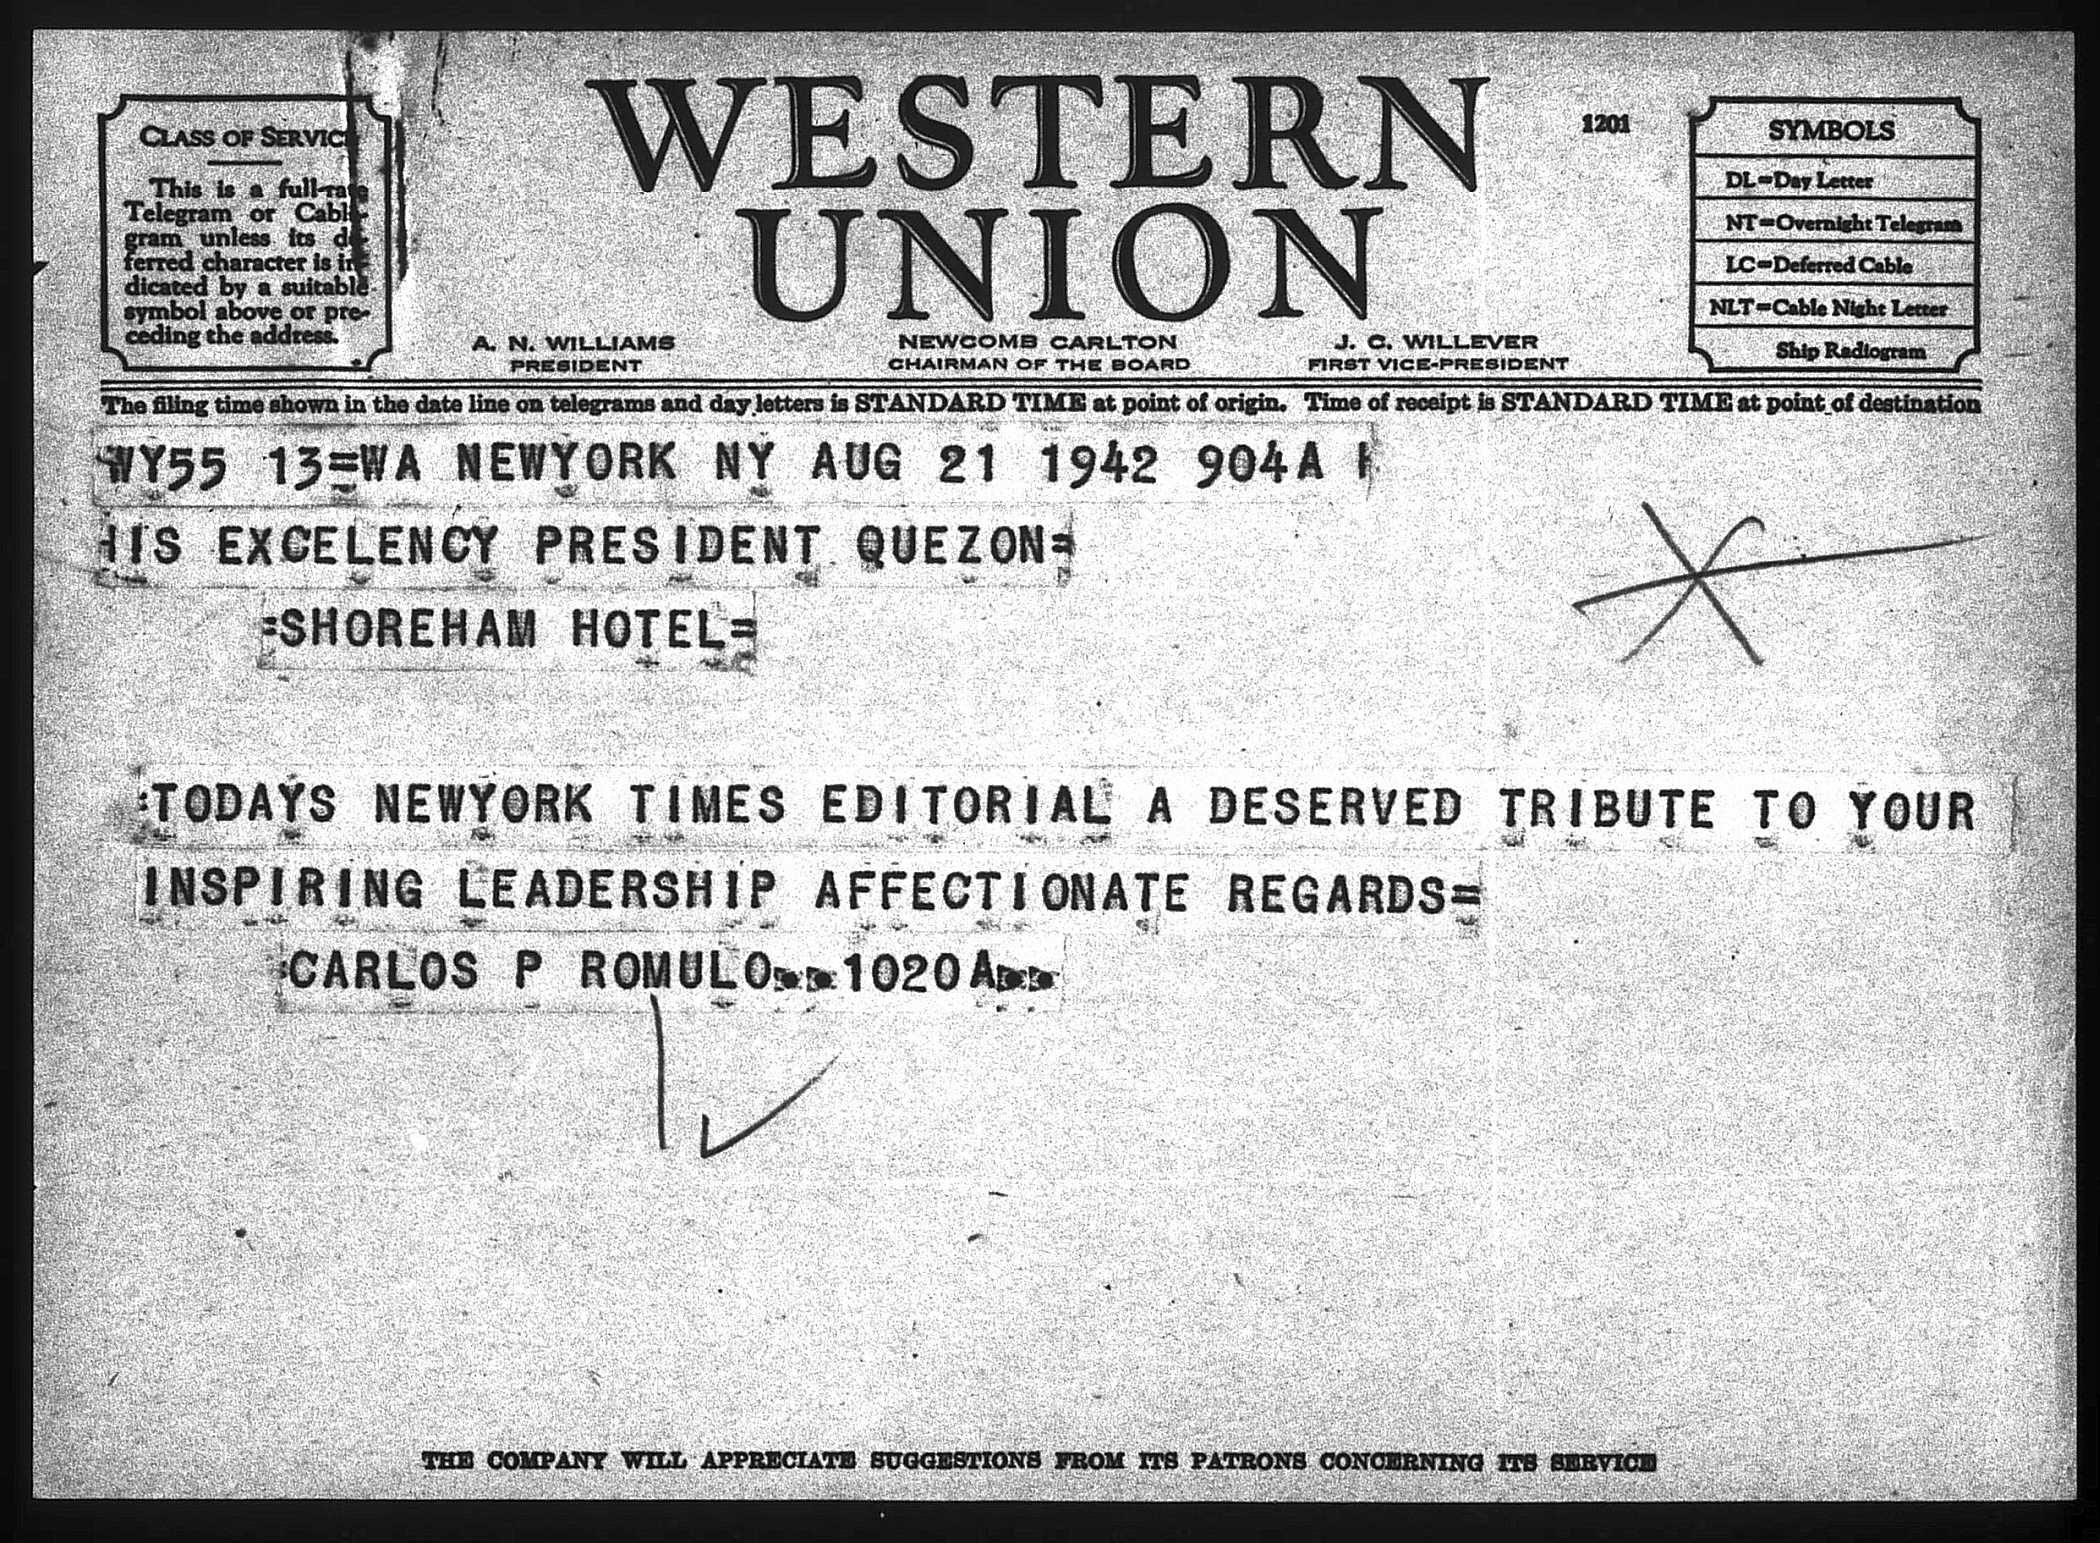 WESTERN
UNION
1201
CLASS OF SERVICE
This is a full-rate
Telegram or Cable-
gram unless its de-
ferred character is in-
dicated by a suitable
symbol above or pre-
ceding the address.
SYMBOLS
DL=Day Letter
NT=Overnight Telegram
LC=Deferred Cable
NLT=Cable Night Letter
Ship Radiogram
A. N. WILLIAMS
PRESIDENT
NEWCOMB CARLTON
CHAIRMAN OF THE BOARD
J. C. WILLEVER
FIRST VICE-PRESIDENT
The filing time shown in the date line on telegrams and day letters is STANDARD TIME at point of origin. Time of receipt is STANDARD TIME at point of destination
WY55 13=WA NEWYORK NY AUG 21 1942 904A
HIS EXCELENCY PRESIDENT QUEZON=
=SHOREHAM HOTEL=
:TODAYS NEWYORK TIMES EDITORIAL A DESERVED TRIBUTE TO YOUR
INSPIRING LEADERSHIP AFFECTIONATE REGARDS=
:CARLOS P ROMULO.. 1020A..
THE COMPANY WILL APPRECIATE SUGGESTIONS FROM ITS PATRONS CONCERNING ITS SERVICE